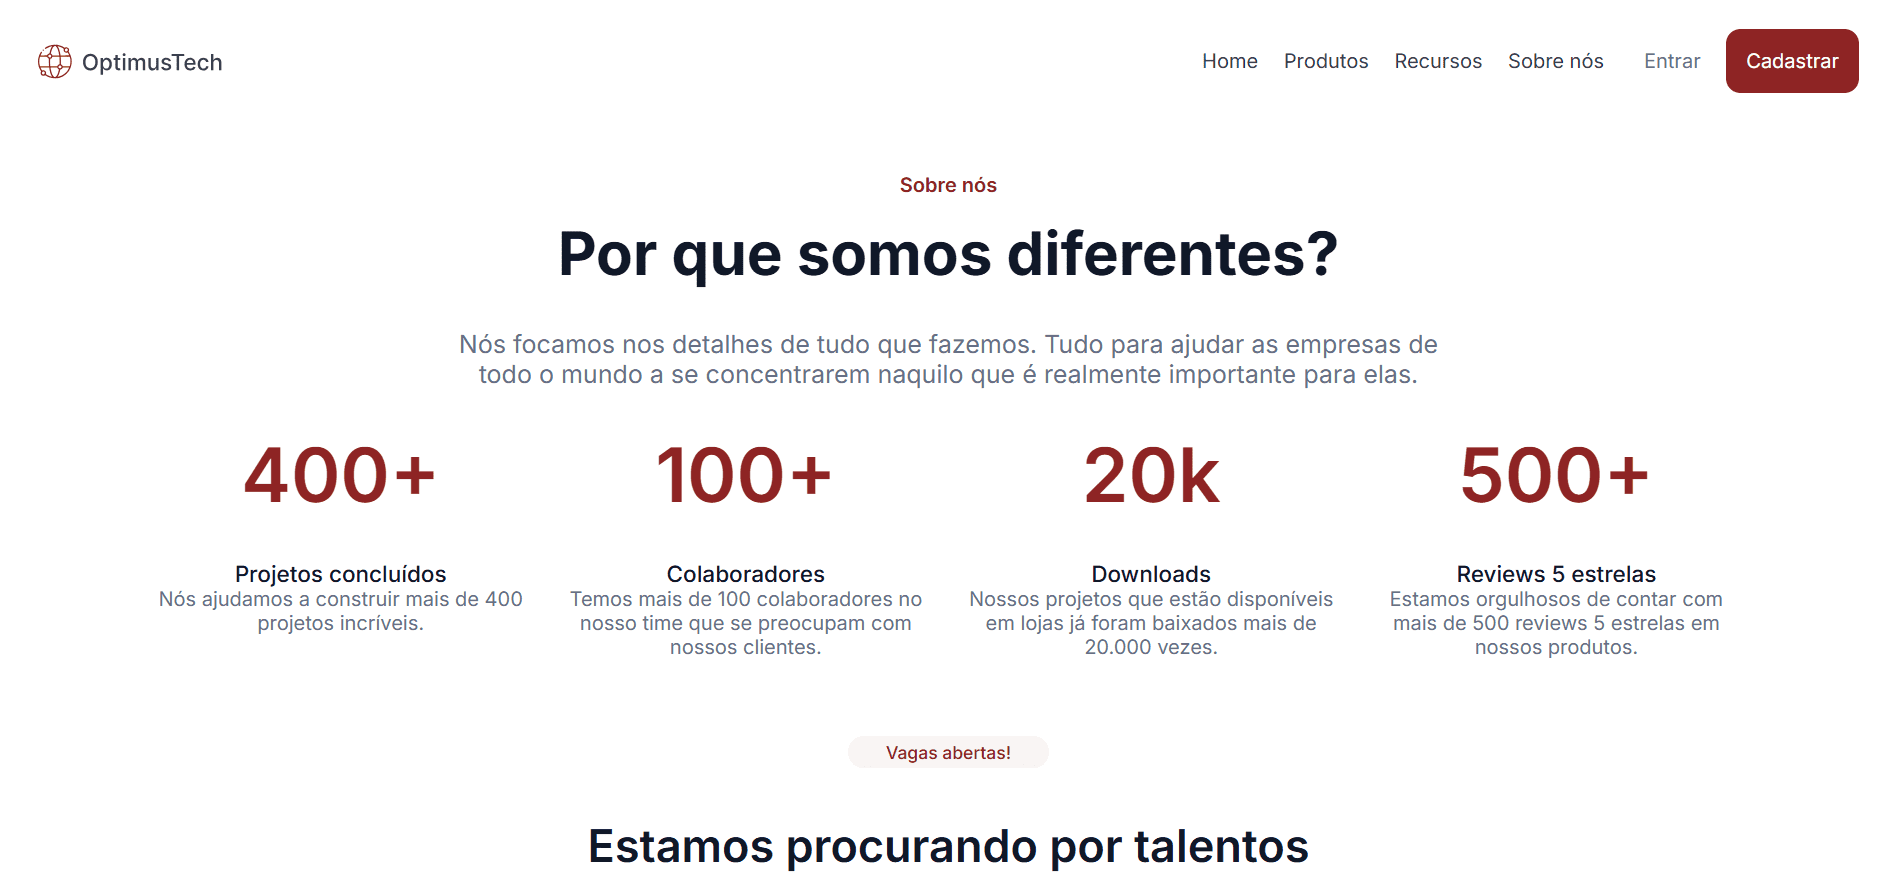 OptimusTech
Home Produtos Recursos Sobre nós Entrar Cadastrar
Sobre nós
Por que somos diferentes?
Nós focamos nos detalhes de tudo que fazemos. Tudo para ajudar as empresas de
todo o mundo a se concentrarem naquilo que é realmente importante para elas.
400+
Projetos concluídos
Nós ajudamos a construir mais de 400
projetos incríveis.
100+
Colaboradores
Temos mais de 100 colaboradores no
nosso time que se preocupam com
nossos clientes.
20k
Downloads
Nossos projetos que estão disponíveis
em lojas já foram baixados mais de
20.000 vezes.
500+
Reviews 5 estrelas
Estamos orgulhosos de contar com
mais de 500 reviews 5 estrelas em
nossos produtos.
Vagas abertas!
Estamos procurando por talentos